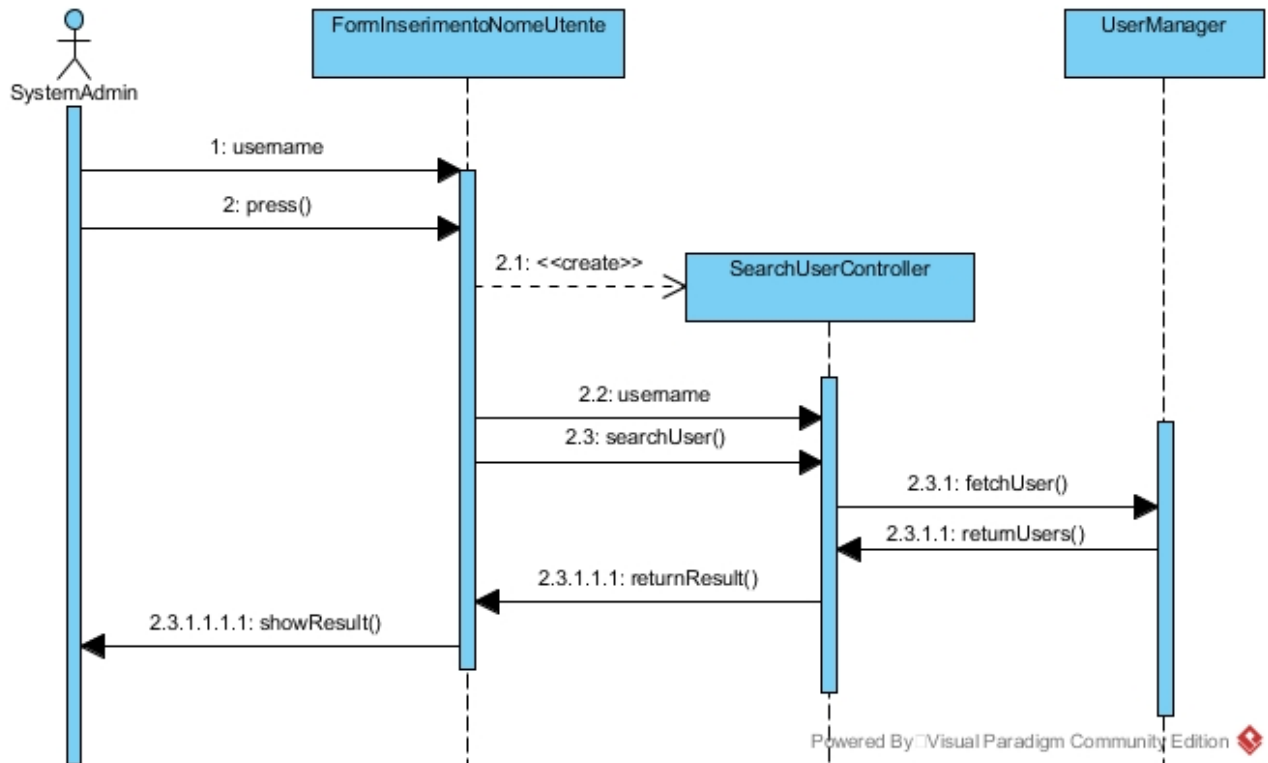 FormInserimentoNomeUtente
UserManager
SystemAdmin
1: username
2: press()
2.1: <<create>>
SearchUserController
2.2: username
2.3: searchUser()
2.3.1: fetchUser()
2.3.1.1: returnUsers()
2.3.1.1.1: returnResult()
2.3.1.1.1.1: showResult()
Powered By Visual Paradigm Community Edition